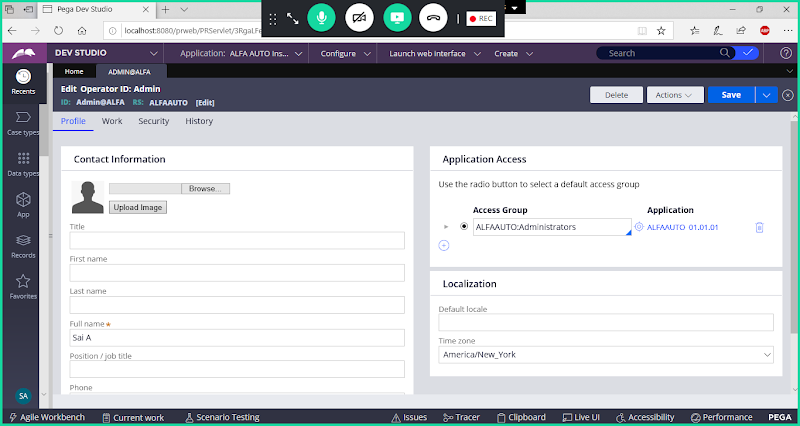 Pega Dev Studio
REC
localhost:8080/prweb/PRServlet/3RgaLFe
DEV STUDIO
Application: ALFA AUTO Ins...
Configure
Launch web interface
Create
Search
Home
ADMIN@ALFA
Recents
Edit Operator ID: Admin
ID: Admin@ALFA RS: ALFAAUTO [Edit]
Delete
Actions
Save
Profile
Work
Security
History
Case types
Data types
App
Records
Favorites
SA
Contact Information
Browse...
Upload Image
Title
First name
Last name
Full name ★
Sai A
Position / job title
Phone
Application Access
Use the radio button to select a default access group
Access Group
Application
ALFAAUTO:Administrators
ALFAAUTO 01.01.01
Localization
Default locale
Time zone
America/New_York
Agile Workbench
Current work
Scenario Testing
Issues
Tracer
Clipboard
Live UI
Accessibility
Performance
PEGA